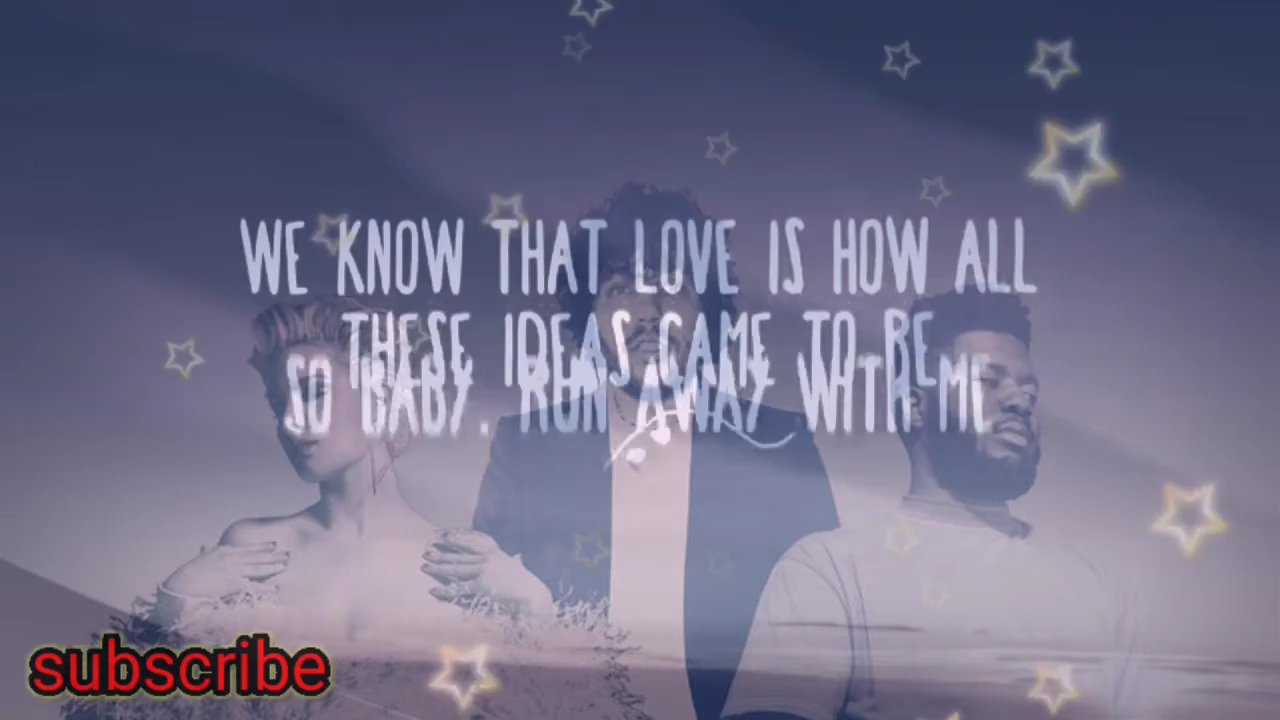 WE KNOW THAT LOVE IS HOW ALL
THESE IDEAS CAME TO BE
SO BABY, RUN AWAY WITH ME
subscribe